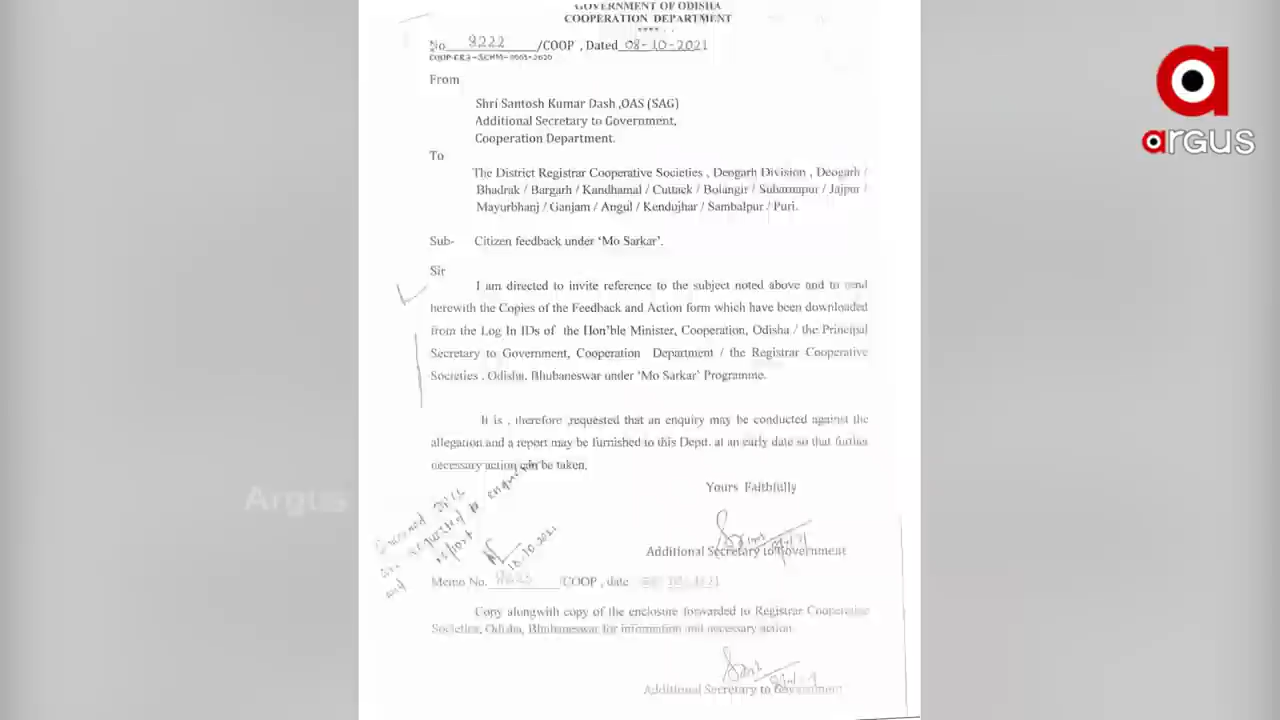 GOVERNMENT OF ODISHA
COOPERATION DEPARTMENT
No 8222 /COOP , Dated 08-10-2021
From
Shri Santosh Kumar Dash ,OAS (SAG)
Additional Secretary to Government,
Cooperation Department.
To
The District Registrar Cooperative Societies , Deogarh Division , Deogarh /
Bhadrak / Bargarh / Kandhamal / Cuttack / Bolangir / Subarnapur / Jajpur /
Mayurbhanj / Ganjam / Angul / Kendujhar / Sambalpur / Puri.
Sub- Citizen feedback under ‘Mo Sarkar’.
Sir
I am directed to invite reference to the subject noted above and to send
herewith the Copies of the Feedback and Action form which have been downloaded
from the Log In IDs of the Hon’ble Minister, Cooperation, Odisha / the Principal
Secretary to Government, Cooperation Department / the Registrar Cooperative
Societies , Odisha, Bhubaneswar under ‘Mo Sarkar’ Programme.
It is , therefore ,requested that an enquiry may be conducted against the
allegation and a report may be furnished to this Deptt. at an early date so that further
necessary action can be taken.
Yours Faithfully
Additional Secretary to Government
and report
18.10.2021
Memo No. /COOP , date
Copy alongwith copy of the enclosure forwarded to Registrar Cooperative
Societies, Odisha, Bhubaneswar for information and necessary action
Additional Secretary to Government
argus
Argus